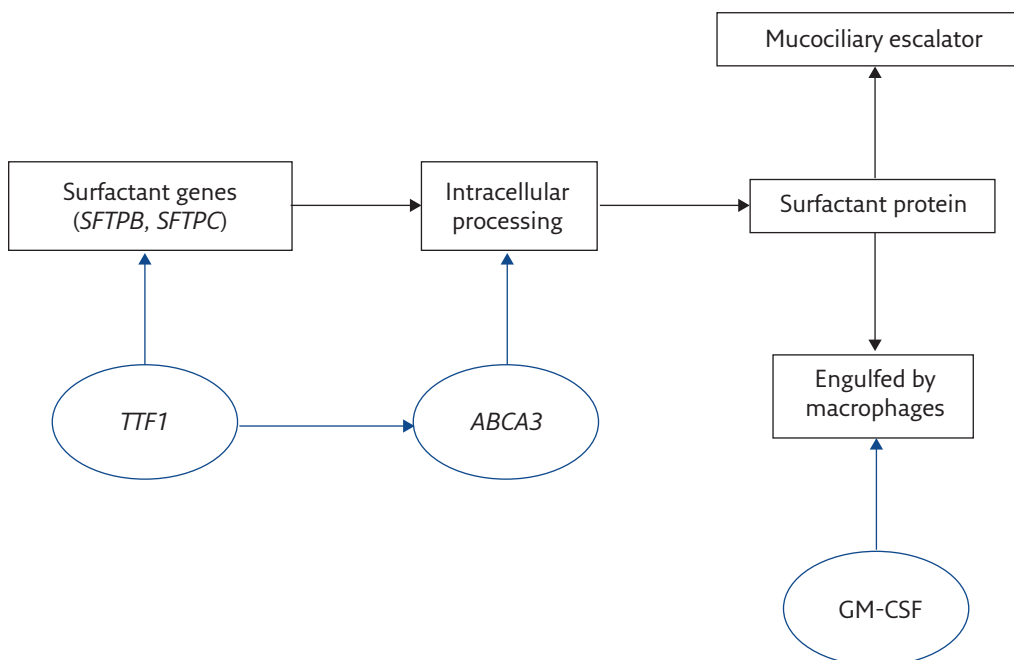 Mucociliary escalator
Surfactant genes
(SFTPB, SFTPC)
Intracellular
processing
Surfactant protein
Engulfed by
macrophages
TTF1
ABCA3
GM-CSF